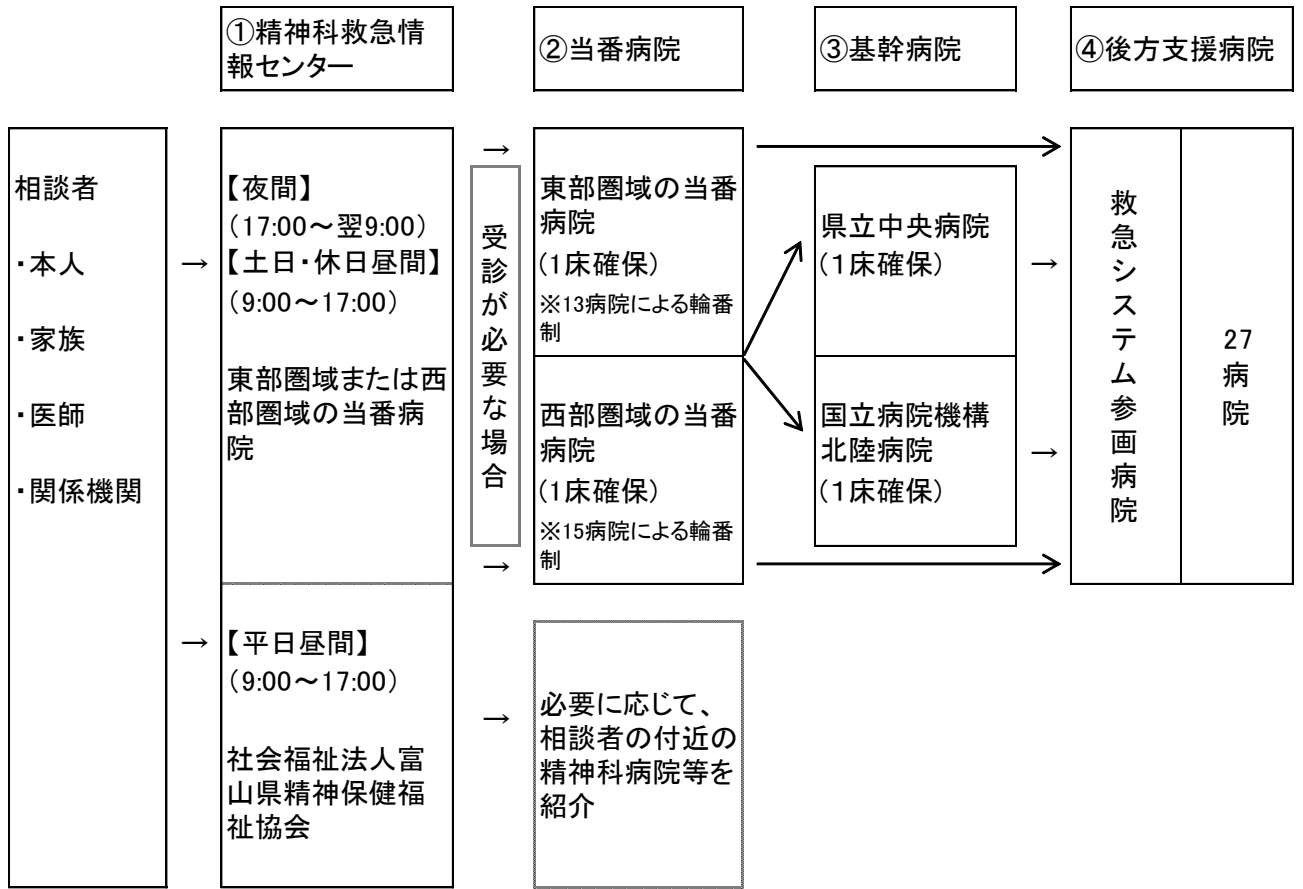 ①精神科救急情
報センター
②当番病院
③基幹病院
④後方支援病院
相談者
・本人
・家族
・医師
・関係機関
→
→
【夜間】
（17:00～翌9:00）
【土日・休日昼間】
（9:00～17:00）
東部圏域または西
部圏域の当番病
院
【平日昼間】
（9:00～17:00）
社会福祉法人富
山県精神保健福
祉協会
→
受診が必要な場合
→
→
東部圏域の当番
病院
（1床確保）
※13病院による輪番
制
西部圏域の当番
病院
（1床確保）
※15病院による輪番
制
必要に応じて、
相談者の付近の
精神科病院等を
紹介
県立中央病院
（1床確保）
国立病院機構
北陸病院
（1床確保）
→
→
救急システム参画病院
27
病
院